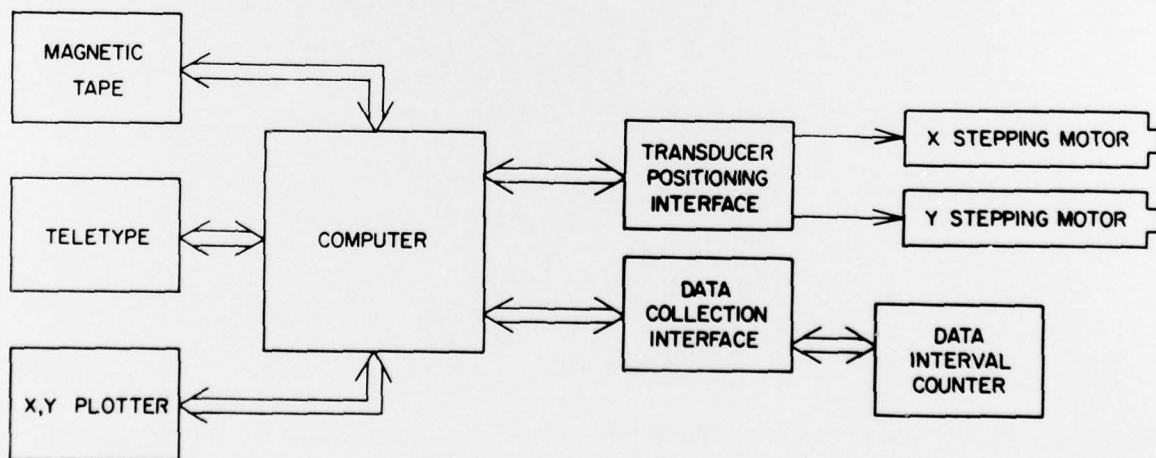 MAGNETIC
TAPE
TELETYPE
X,Y PLOTTER
COMPUTER
TRANSDUCER
POSITIONING
INTERFACE
DATA
COLLECTION
INTERFACE
X STEPPING MOTOR
Y STEPPING MOTOR
DATA
INTERVAL
COUNTER